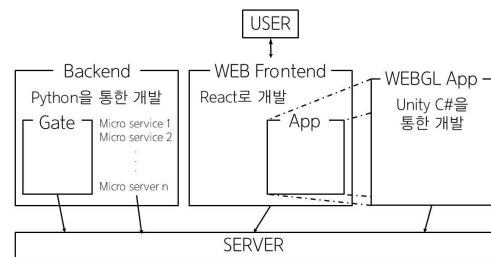 USER
Backend
Python을 통한 개발
Gate
Micro service 1
Micro service 2
.
.
.
Micro server n
WEB Frontend
React로 개발
App
WEBGL App
Unity C#을
통한 개발
SERVER